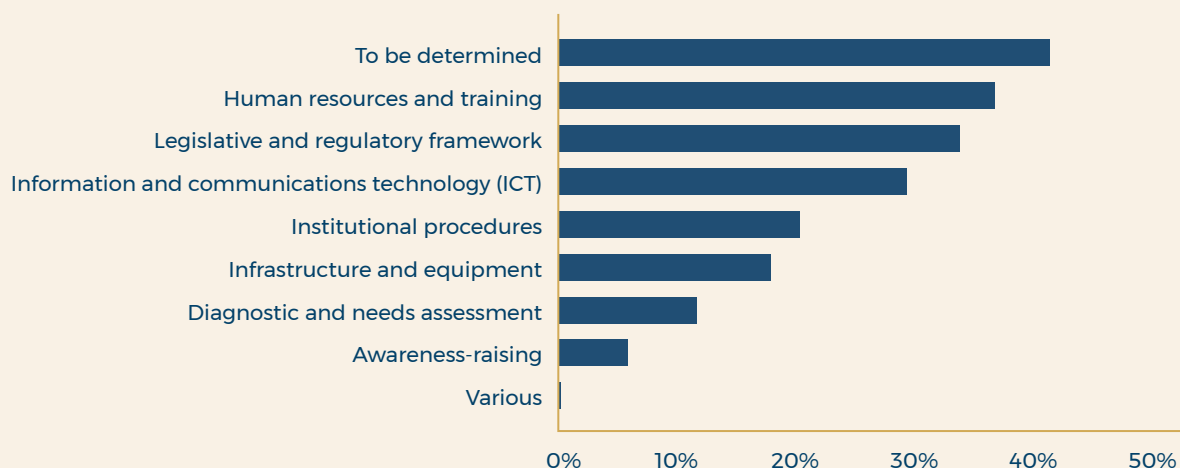 To be determined
Human resources and training
Legislative and regulatory framework
Information and communications technology (ICT)
Institutional procedures
Infrastructure and equipment
Diagnostic and needs assessment
Awareness-raising
Various
0% 10% 20% 30% 40% 50%